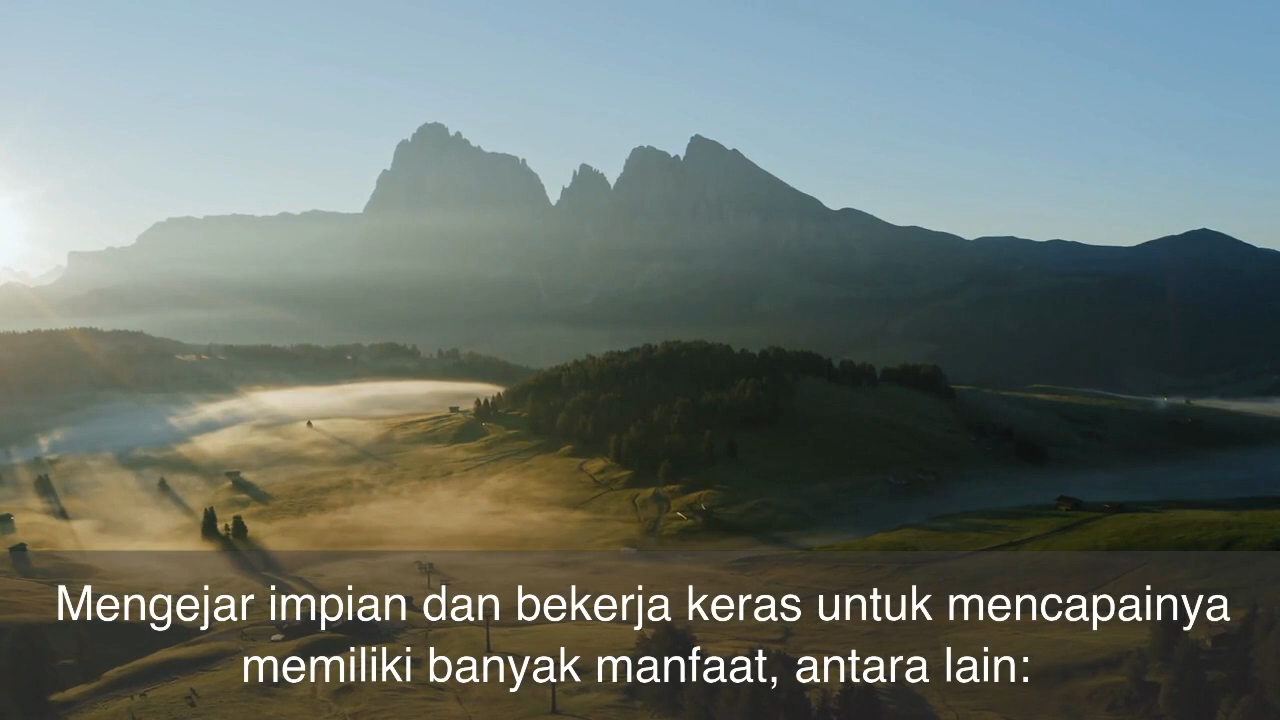 Mengejar impian dan bekerja keras untuk mencapainya
memiliki banyak manfaat, antara lain: